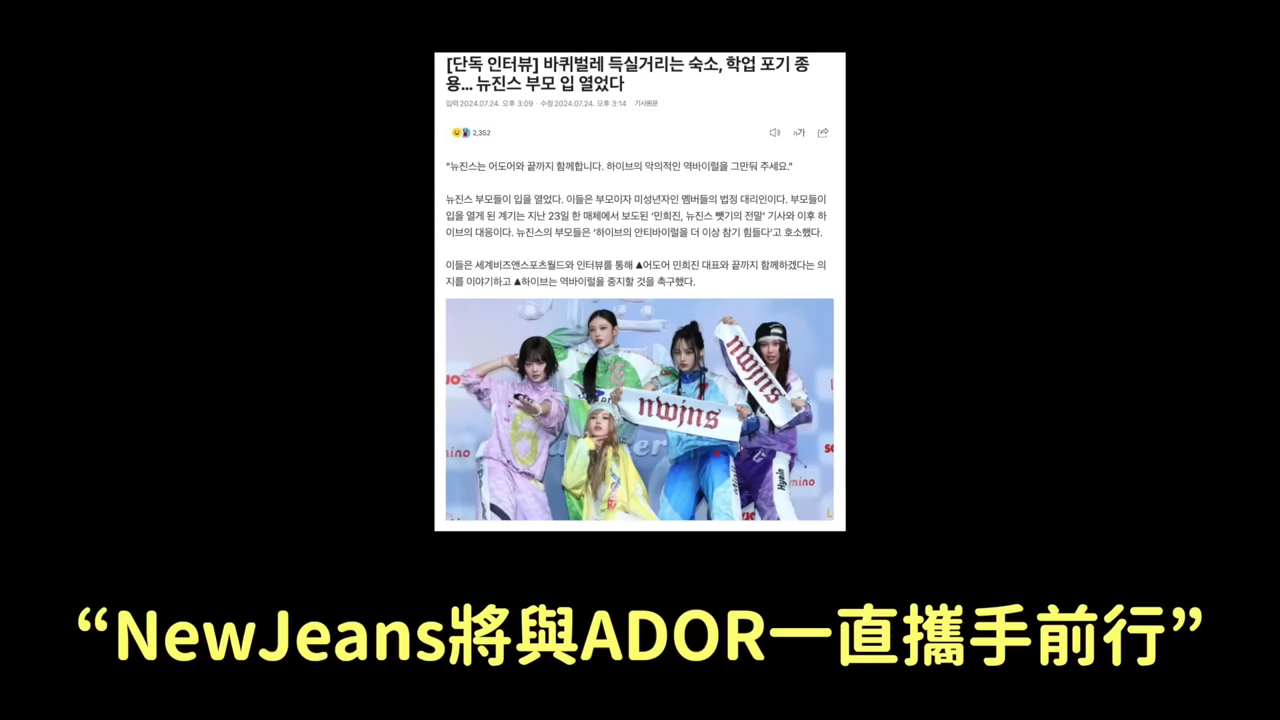 [단독 인터뷰] 바퀴벌레 득실거리는 숙소, 학업 포기 종
용... 뉴진스 부모 입 열었다
입력 2024.07.24. 오후 3:09 · 수정 2024.07.24. 오후 3:14 기사원문
2,352
가가
“뉴진스는 어도어와 끝까지 함께합니다. 하이브의 악의적인 역바이럴을 그만둬 주세요.”
뉴진스 부모들이 입을 열었다. 이들은 부모이자 미성년자인 멤버들의 법정 대리인이다. 부모들이
입을 열게 된 계기는 지난 23일 한 매체에서 보도된 ‘민희진, 뉴진스 뺏기의 전말’ 기사와 이후 하
이브의 대응이다. 뉴진스의 부모들은 ‘하이브의 안티바이럴을 더 이상 참기 힘들다’고 호소했다.
이들은 세계비즈앤스포츠월드와 인터뷰를 통해 ▲어도어 민희진 대표와 끝까지 함께하겠다는 의
지를 이야기하고 ▲하이브는 역바이럴을 중지할 것을 촉구했다.
nwjns
nwjns
Hyein
mino
mino
“NewJeans將與ADOR一直攜手前行”